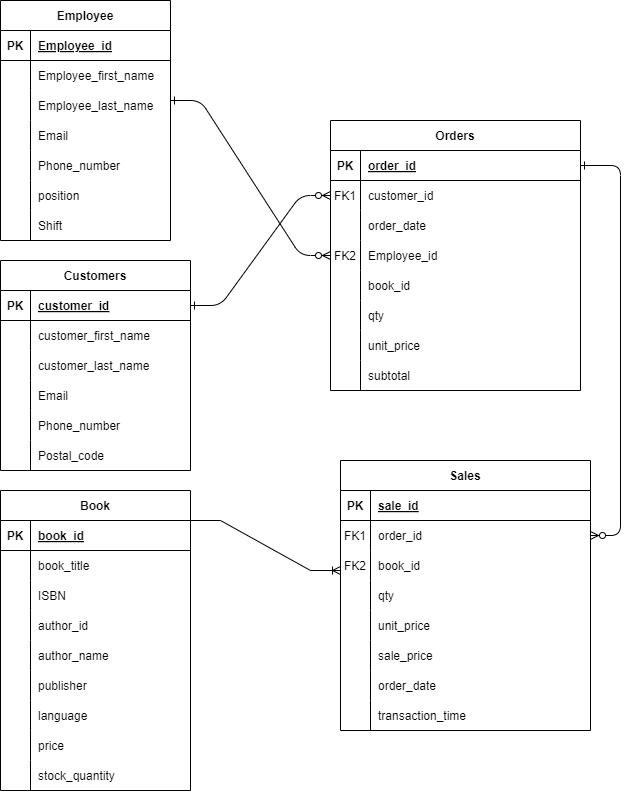 Employee
PK Employee_id
Employee_first_name
Employee_last_name
Email
Phone_number
position
Shift
Customers
PK customer_id
customer_first_name
customer_last_name
Email
Phone_number
Postal_code
Book
PK book_id
book_title
ISBN
author_id
author_name
publisher
language
price
stock_quantity
Orders
PK order_id
FK1 customer_id
order_date
FK2 Employee_id
book_id
qty
unit_price
subtotal
Sales
PK sale_id
FK1 order_id
FK2 book_id
qty
unit_price
sale_price
order_date
transaction_time